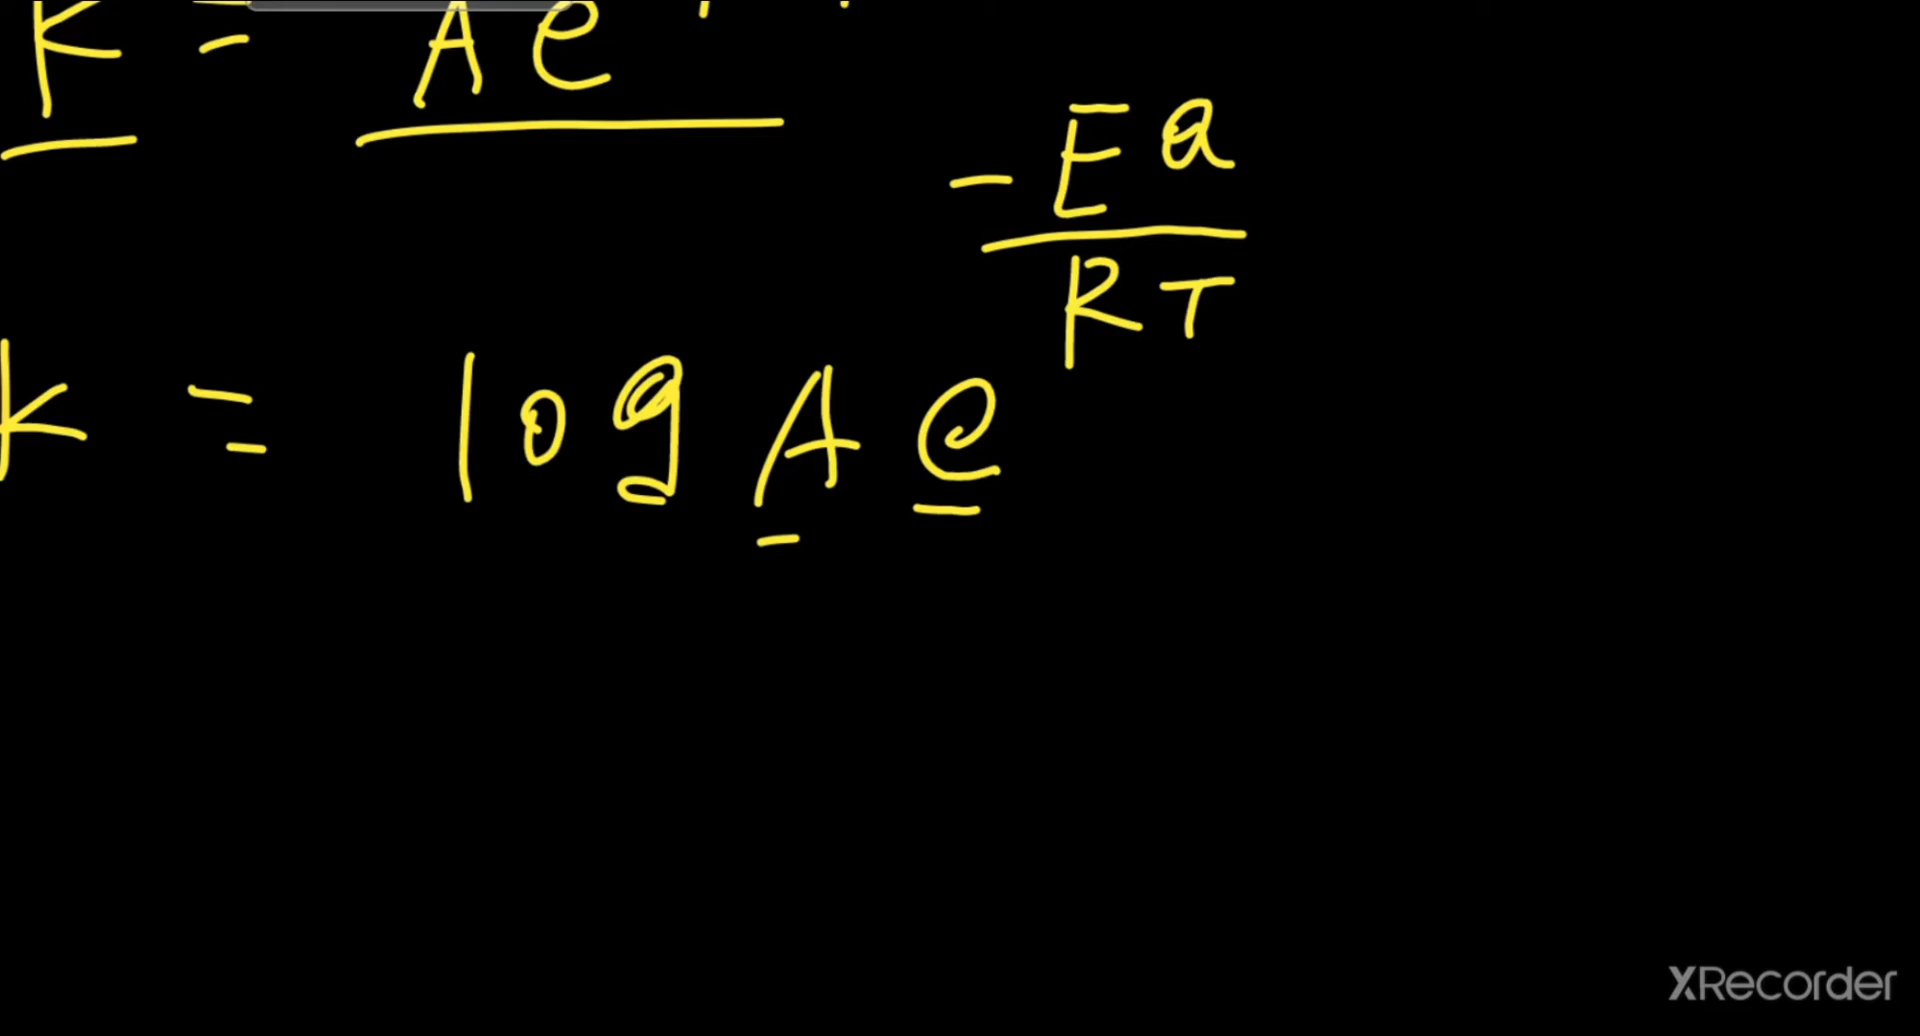 K = Ae
-Ea
RT
k = log A e
XRecorder